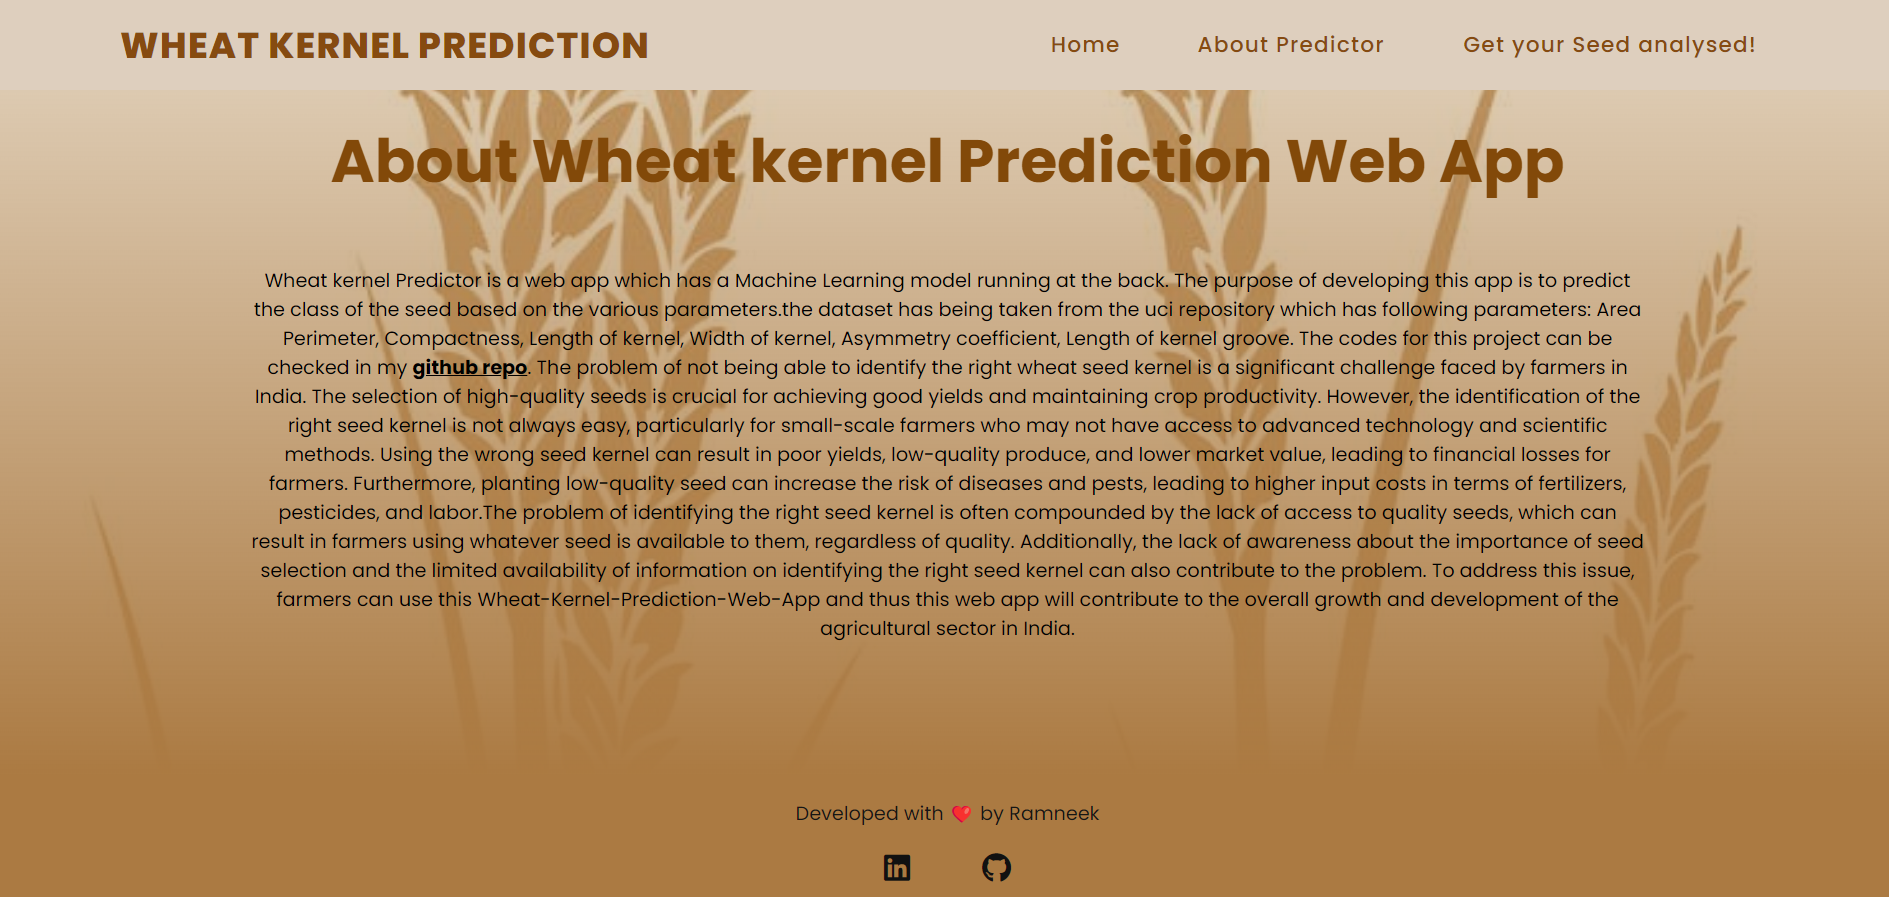 WHEAT KERNEL PREDICTION
Home
About Predictor
Get your Seed analysed!
About Wheat kernel Prediction Web App
Wheat kernel Predictor is a web app which has a Machine Learning model running at the back. The purpose of developing this app is to predict
the class of the seed based on the various parameters.the dataset has being taken from the uci repository which has following parameters: Area
Perimeter, Compactness, Length of kernel, Width of kernel, Asymmetry coefficient, Length of kernel groove. The codes for this project can be
checked in my github repo. The problem of not being able to identify the right wheat seed kernel is a significant challenge faced by farmers in
India. The selection of high-quality seeds is crucial for achieving good yields and maintaining crop productivity. However, the identification of the
right seed kernel is not always easy, particularly for small-scale farmers who may not have access to advanced technology and scientific
methods. Using the wrong seed kernel can result in poor yields, low-quality produce, and lower market value, leading to financial losses for
farmers. Furthermore, planting low-quality seed can increase the risk of diseases and pests, leading to higher input costs in terms of fertilizers,
pesticides, and labor.The problem of identifying the right seed kernel is often compounded by the lack of access to quality seeds, which can
result in farmers using whatever seed is available to them, regardless of quality. Additionally, the lack of awareness about the importance of seed
selection and the limited availability of information on identifying the right seed kernel can also contribute to the problem. To address this issue,
farmers can use this Wheat-Kernel-Prediction-Web-App and thus this web app will contribute to the overall growth and development of the
agricultural sector in India.
Developed with ❤️ by Ramneek
in